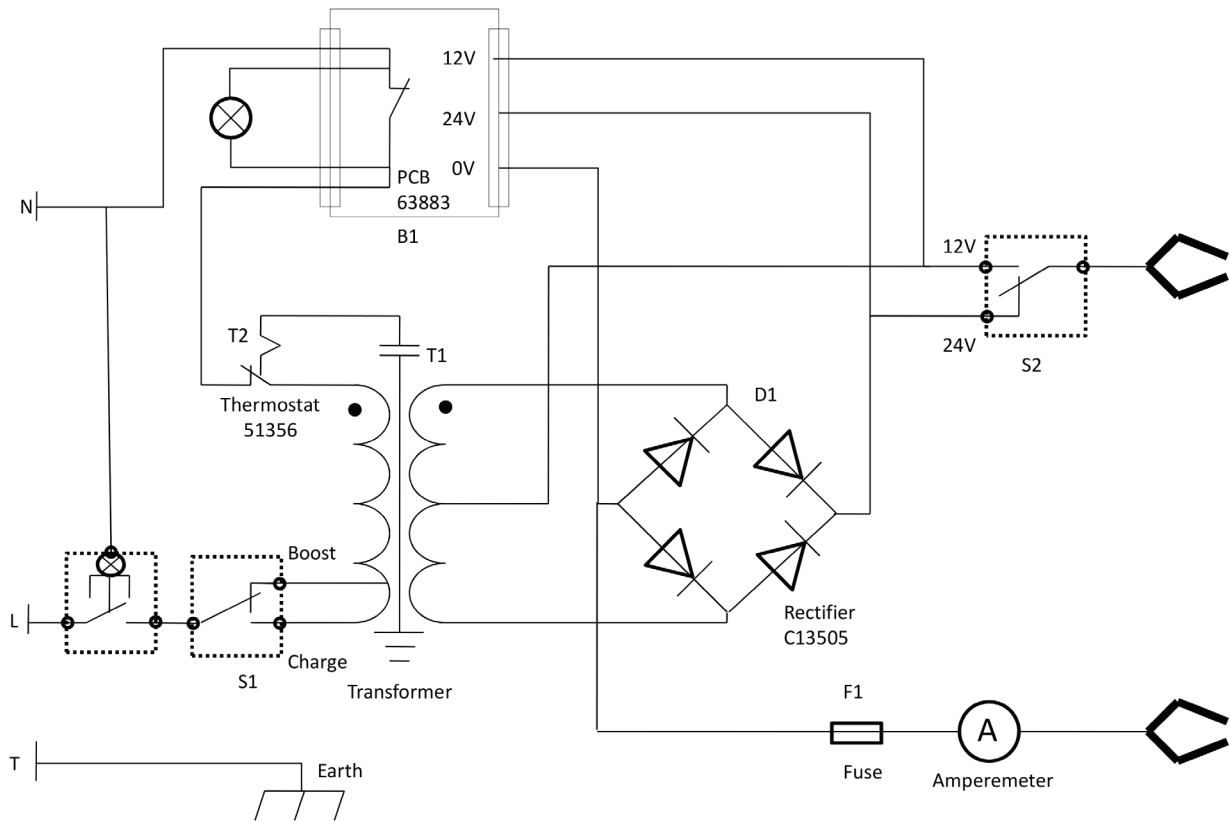 12V
24V
0V
PCB
63883
B1
N
12V
24V
S2
T2
T1
Thermostat
51356
D1
Boost
L
Charge
S1
Transformer
Rectifier
C13505
F1
A
Fuse
Amperemeter
T
Earth